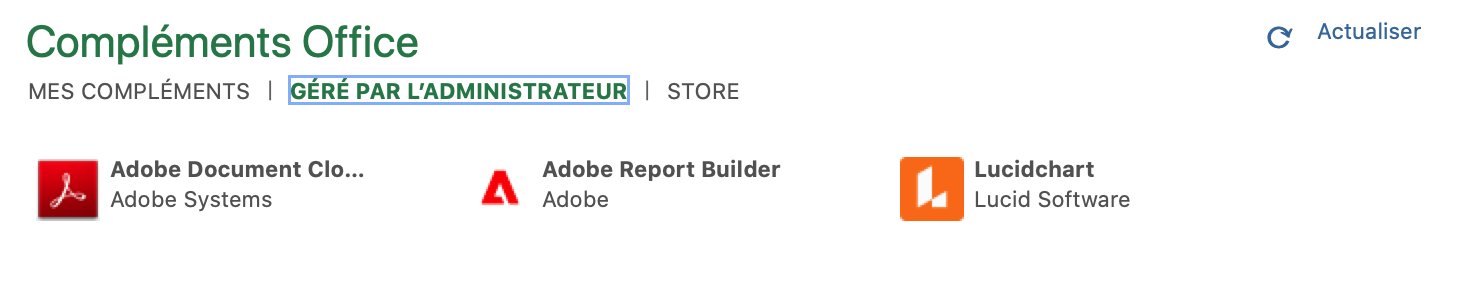 Compléments Office
Actualiser
MES COMPLÉMENTS | GÉRÉ PAR L’ADMINISTRATEUR | STORE
Adobe Document Clo...
Adobe Systems
Adobe Report Builder
Adobe
Lucidchart
Lucid Software